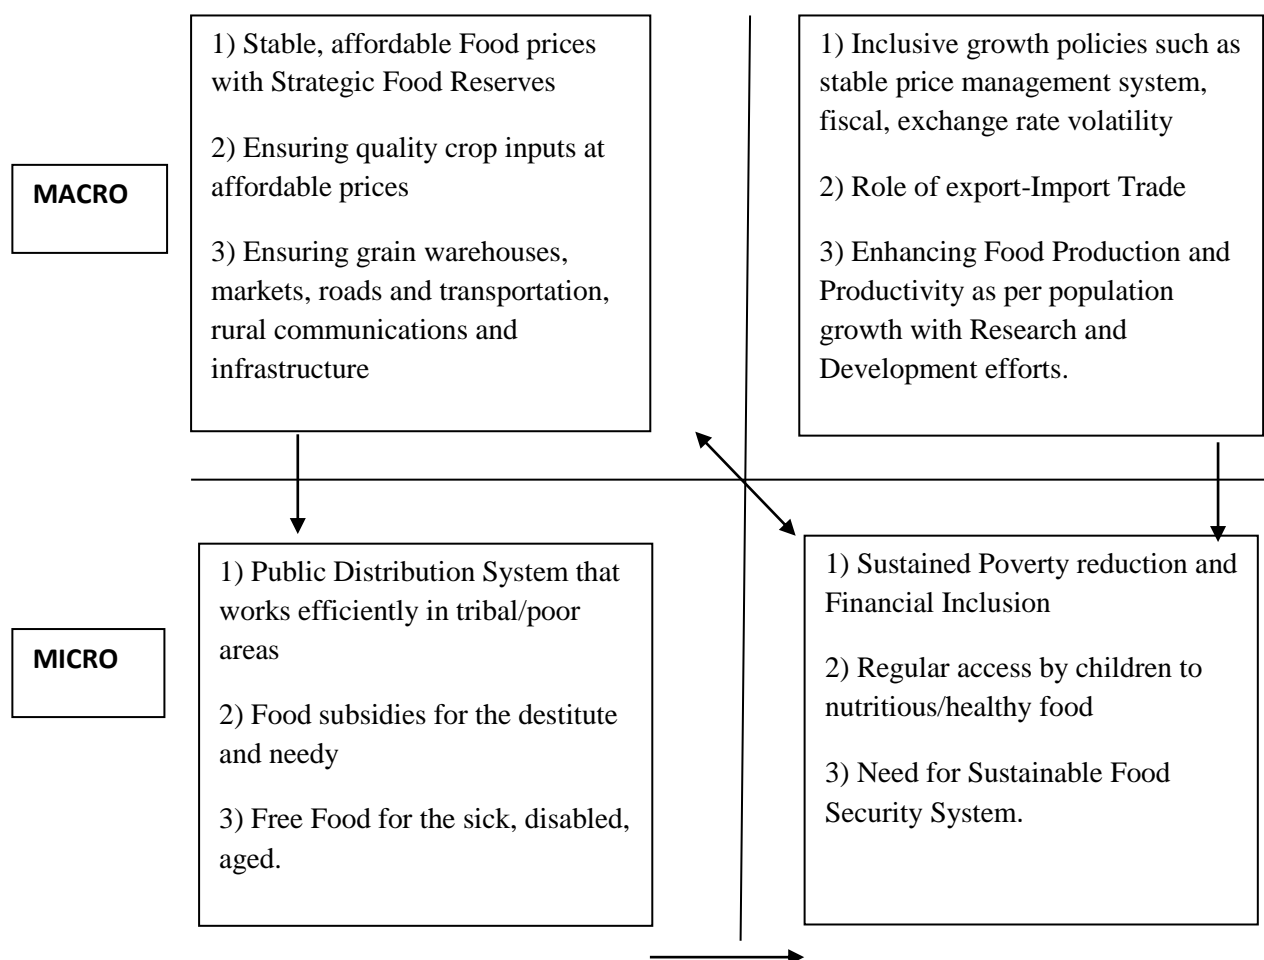 MACRO
1) Stable, affordable Food prices
with Strategic Food Reserves
2) Ensuring quality crop inputs at
affordable prices
3) Ensuring grain warehouses,
markets, roads and transportation,
rural communications and
infrastructure
1) Inclusive growth policies such as
stable price management system,
fiscal, exchange rate volatility
2) Role of export-Import Trade
3) Enhancing Food Production and
Productivity as per population
growth with Research and
Development efforts.
MICRO
1) Public Distribution System that
works efficiently in tribal/poor
areas
2) Food subsidies for the destitute
and needy
3) Free Food for the sick, disabled,
aged.
1) Sustained Poverty reduction and
Financial Inclusion
2) Regular access by children to
nutritious/healthy food
3) Need for Sustainable Food
Security System.